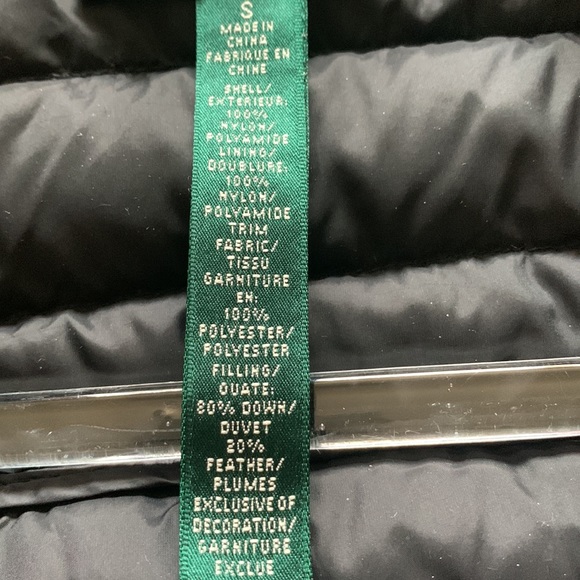 S
MADE IN
CHINA
FABRIQUE EN
CHINE
SHELL/
EXTERIEUR:
100%
NYLON/
POLYAMIDE
LINING/
DOUBLURE:
100%
NYLON/
POLYAMIDE
TRIM
FABRIC/
TISSU
GARNITURE
EN:
100%
POLYESTER/
POLYESTER
FILLING/
OUATE:
80% DOWN/
DUVET
20%
FEATHER/
PLUMES
EXCLUSIVE OF
DECORATION/
GARNITURE
EXCLUE